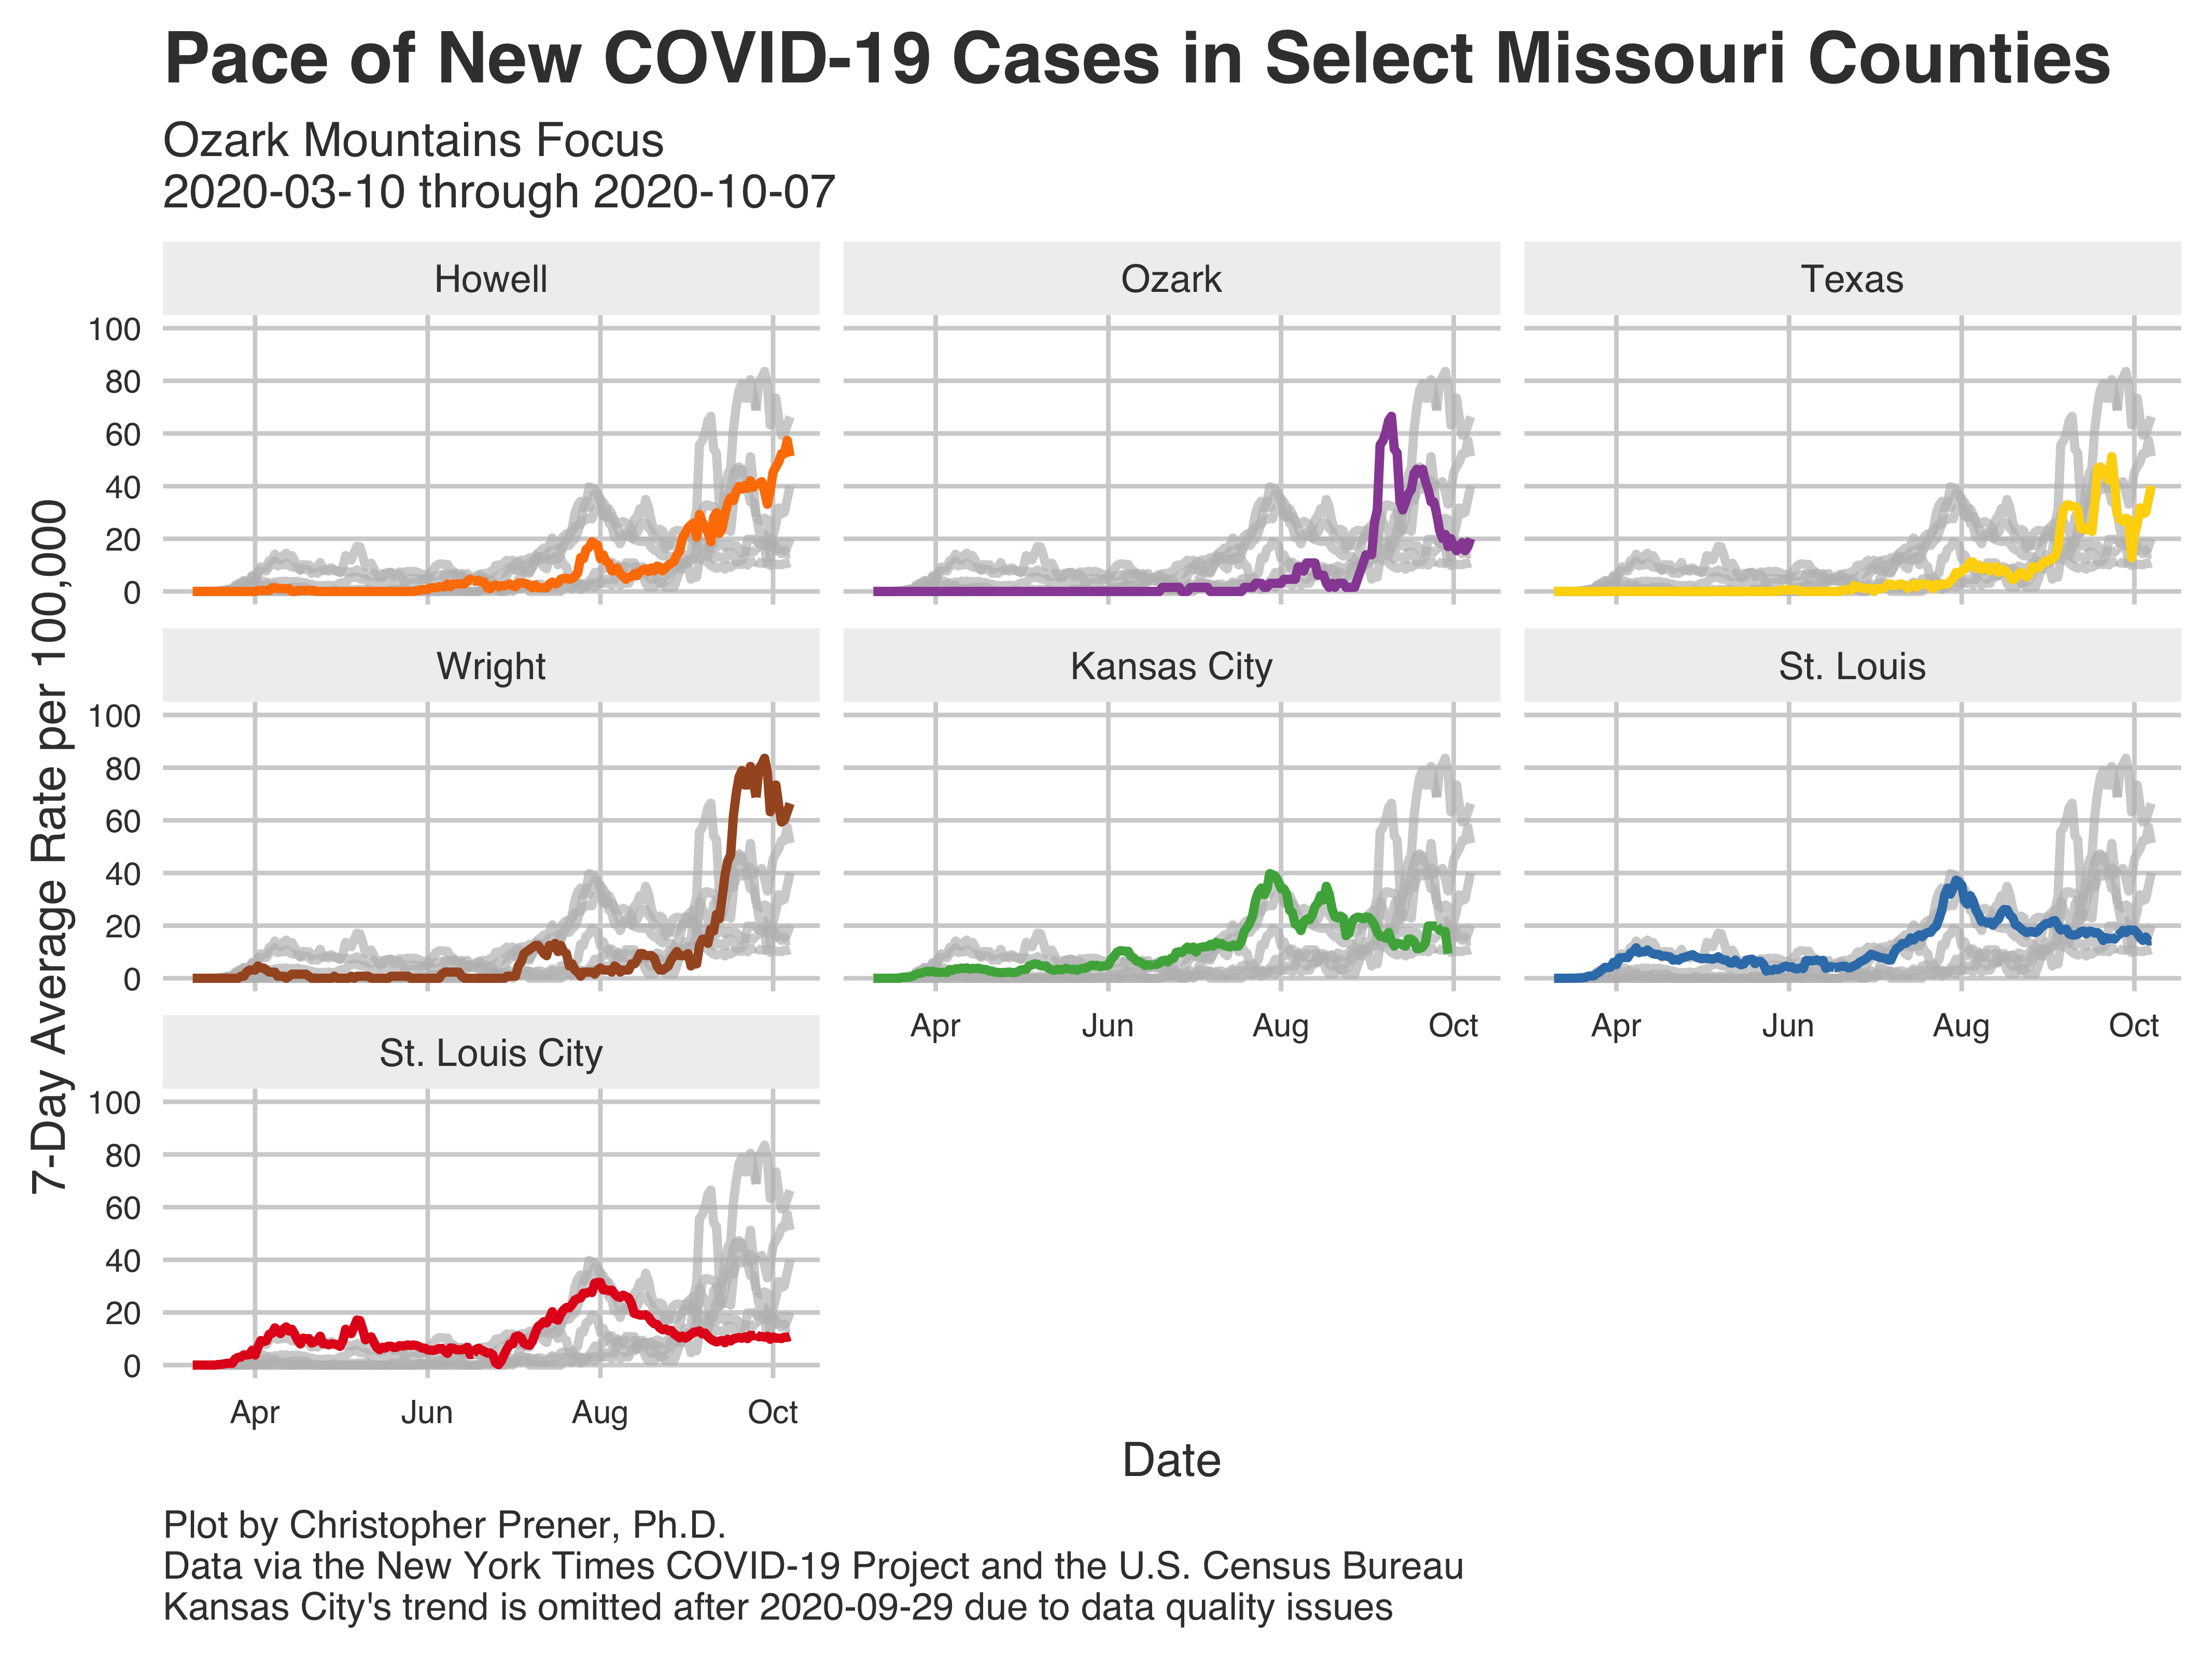 Pace of New COVID-19 Cases in Select Missouri Counties
Ozark Mountains Focus
2020-03-10 through 2020-10-07
Howell
Ozark
Texas
100
80
60
40
20
0
Wright
Kansas City
St. Louis
100
80
60
40
20
0
Apr
Jun
Aug
Oct
Apr
Jun
Aug
Oct
St. Louis City
100
80
60
40
20
0
Apr
Jun
Aug
Oct
7-Day Average Rate per 100,000
Date
Plot by Christopher Prener, Ph.D.
Data via the New York Times COVID-19 Project and the U.S. Census Bureau
Kansas City's trend is omitted after 2020-09-29 due to data quality issues